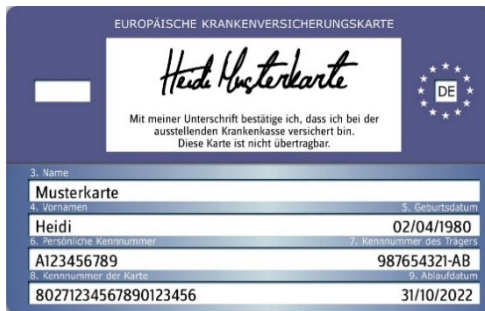 EUROPÄISCHE KRANKENVERSICHERUNGSKARTE
Heidi Musterkarte
DE
Mit meiner Unterschrift bestätige ich, dass ich bei der
ausstellenden Krankenkasse versichert bin.
Diese Karte ist nicht übertragbar.
3. Name
Musterkarte
4. Vornamen 5. Geburtsdatum
Heidi 02/04/1980
6. Persönliche Kennnummer 7. Kennnummer des Trägers
A123456789 987654321-AB
8. Kennnummer der Karte 9. Ablaufdatum
80271234567890123456 31/10/2022